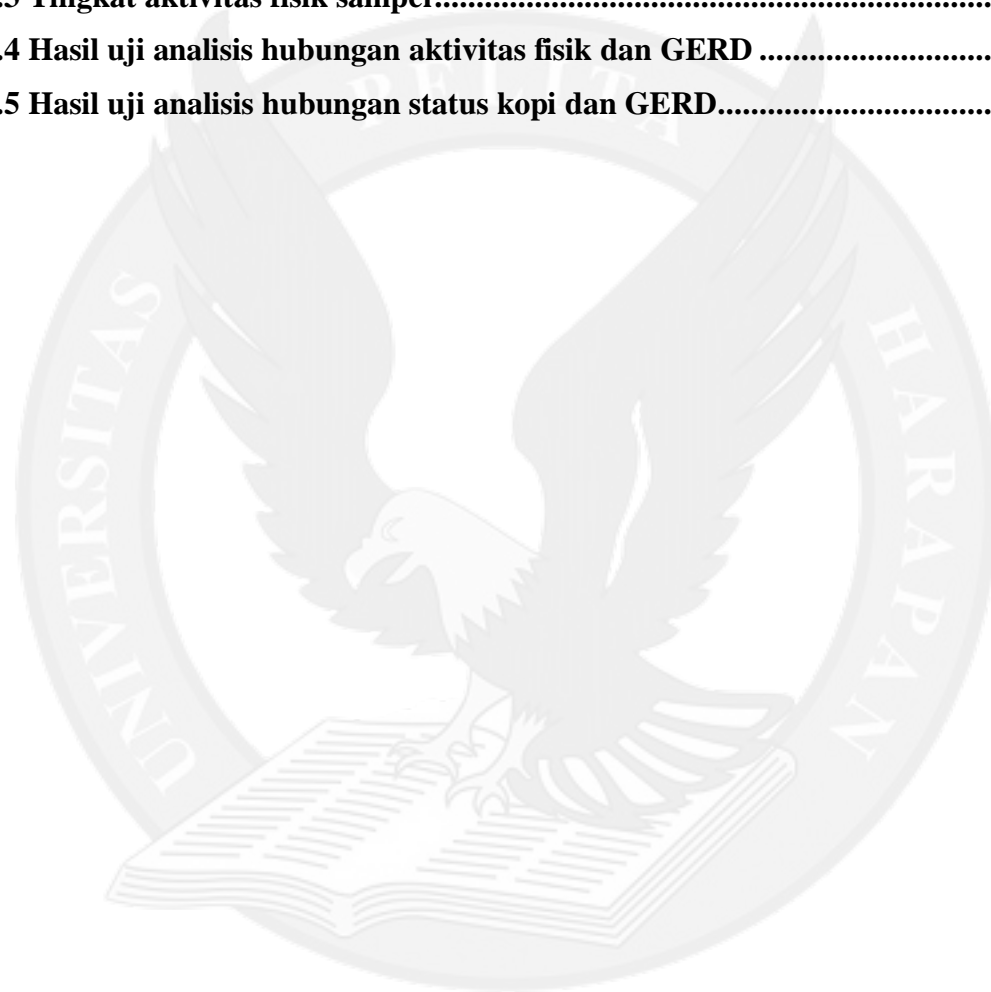 .3 Tingkat aktivitas fisik sampel..................................................................
.4 Hasil uji analisis hubungan aktivitas fisik dan GERD ............................
.5 Hasil uji analisis hubungan status kopi dan GERD.................................
UNIVERSITAS PELITA HARAPAN